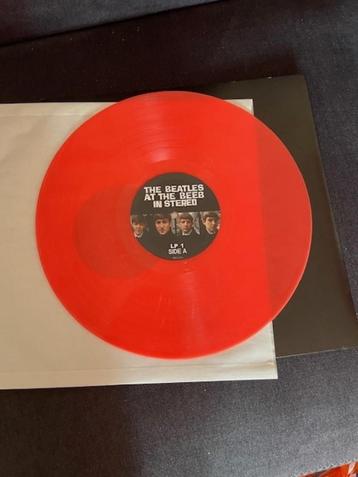 THE BEATLES
AT THE BEEB
IN STEREO
LP 1
SIDE A